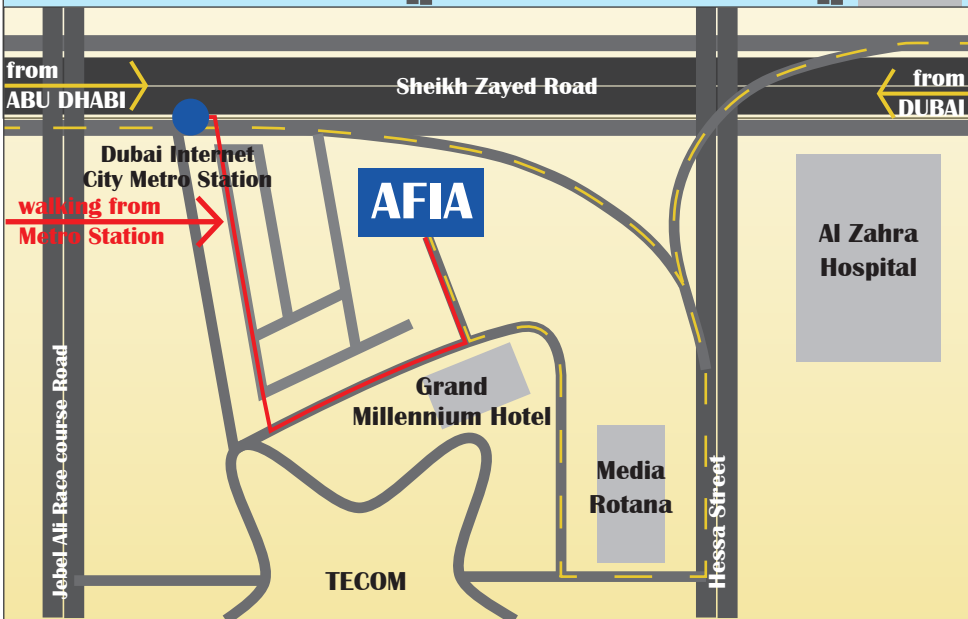 from
ABU DHABI
Sheikh Zayed Road
from
DUBAI
Dubai Internet
City Metro Station
walking from
Metro Station
AFIA
Al Zahra
Hospital
Grand
Millennium Hotel
Media
Rotana
Jebel Ali Race course Road
Hessa Street
TECOM